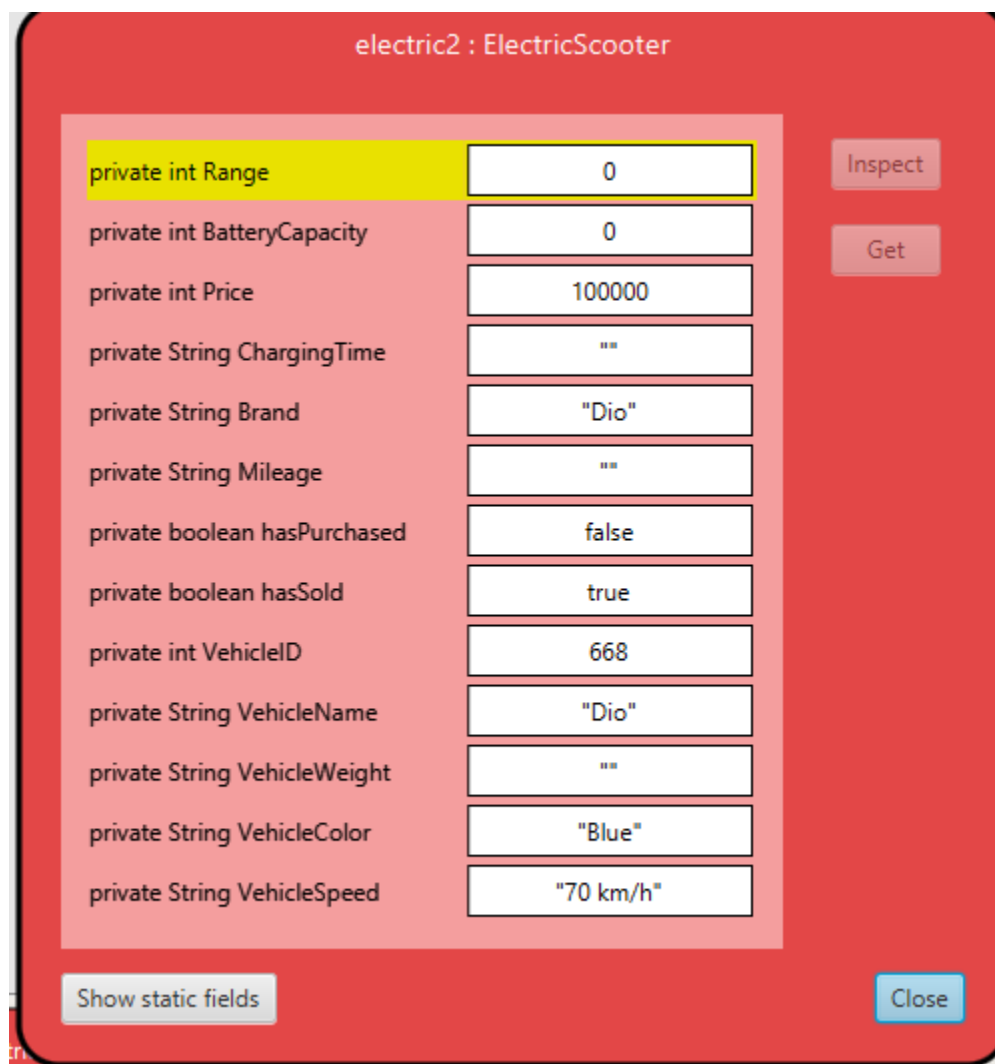 electric2 : ElectricScooter
private int Range 0
Inspect
private int BatteryCapacity 0
Get
private int Price 100000
private String ChargingTime ""
private String Brand "Dio"
private String Mileage ""
private boolean hasPurchased false
private boolean hasSold true
private int VehicleID 668
private String VehicleName "Dio"
private String VehicleWeight ""
private String VehicleColor "Blue"
private String VehicleSpeed "70 km/h"
Show static fields
Close